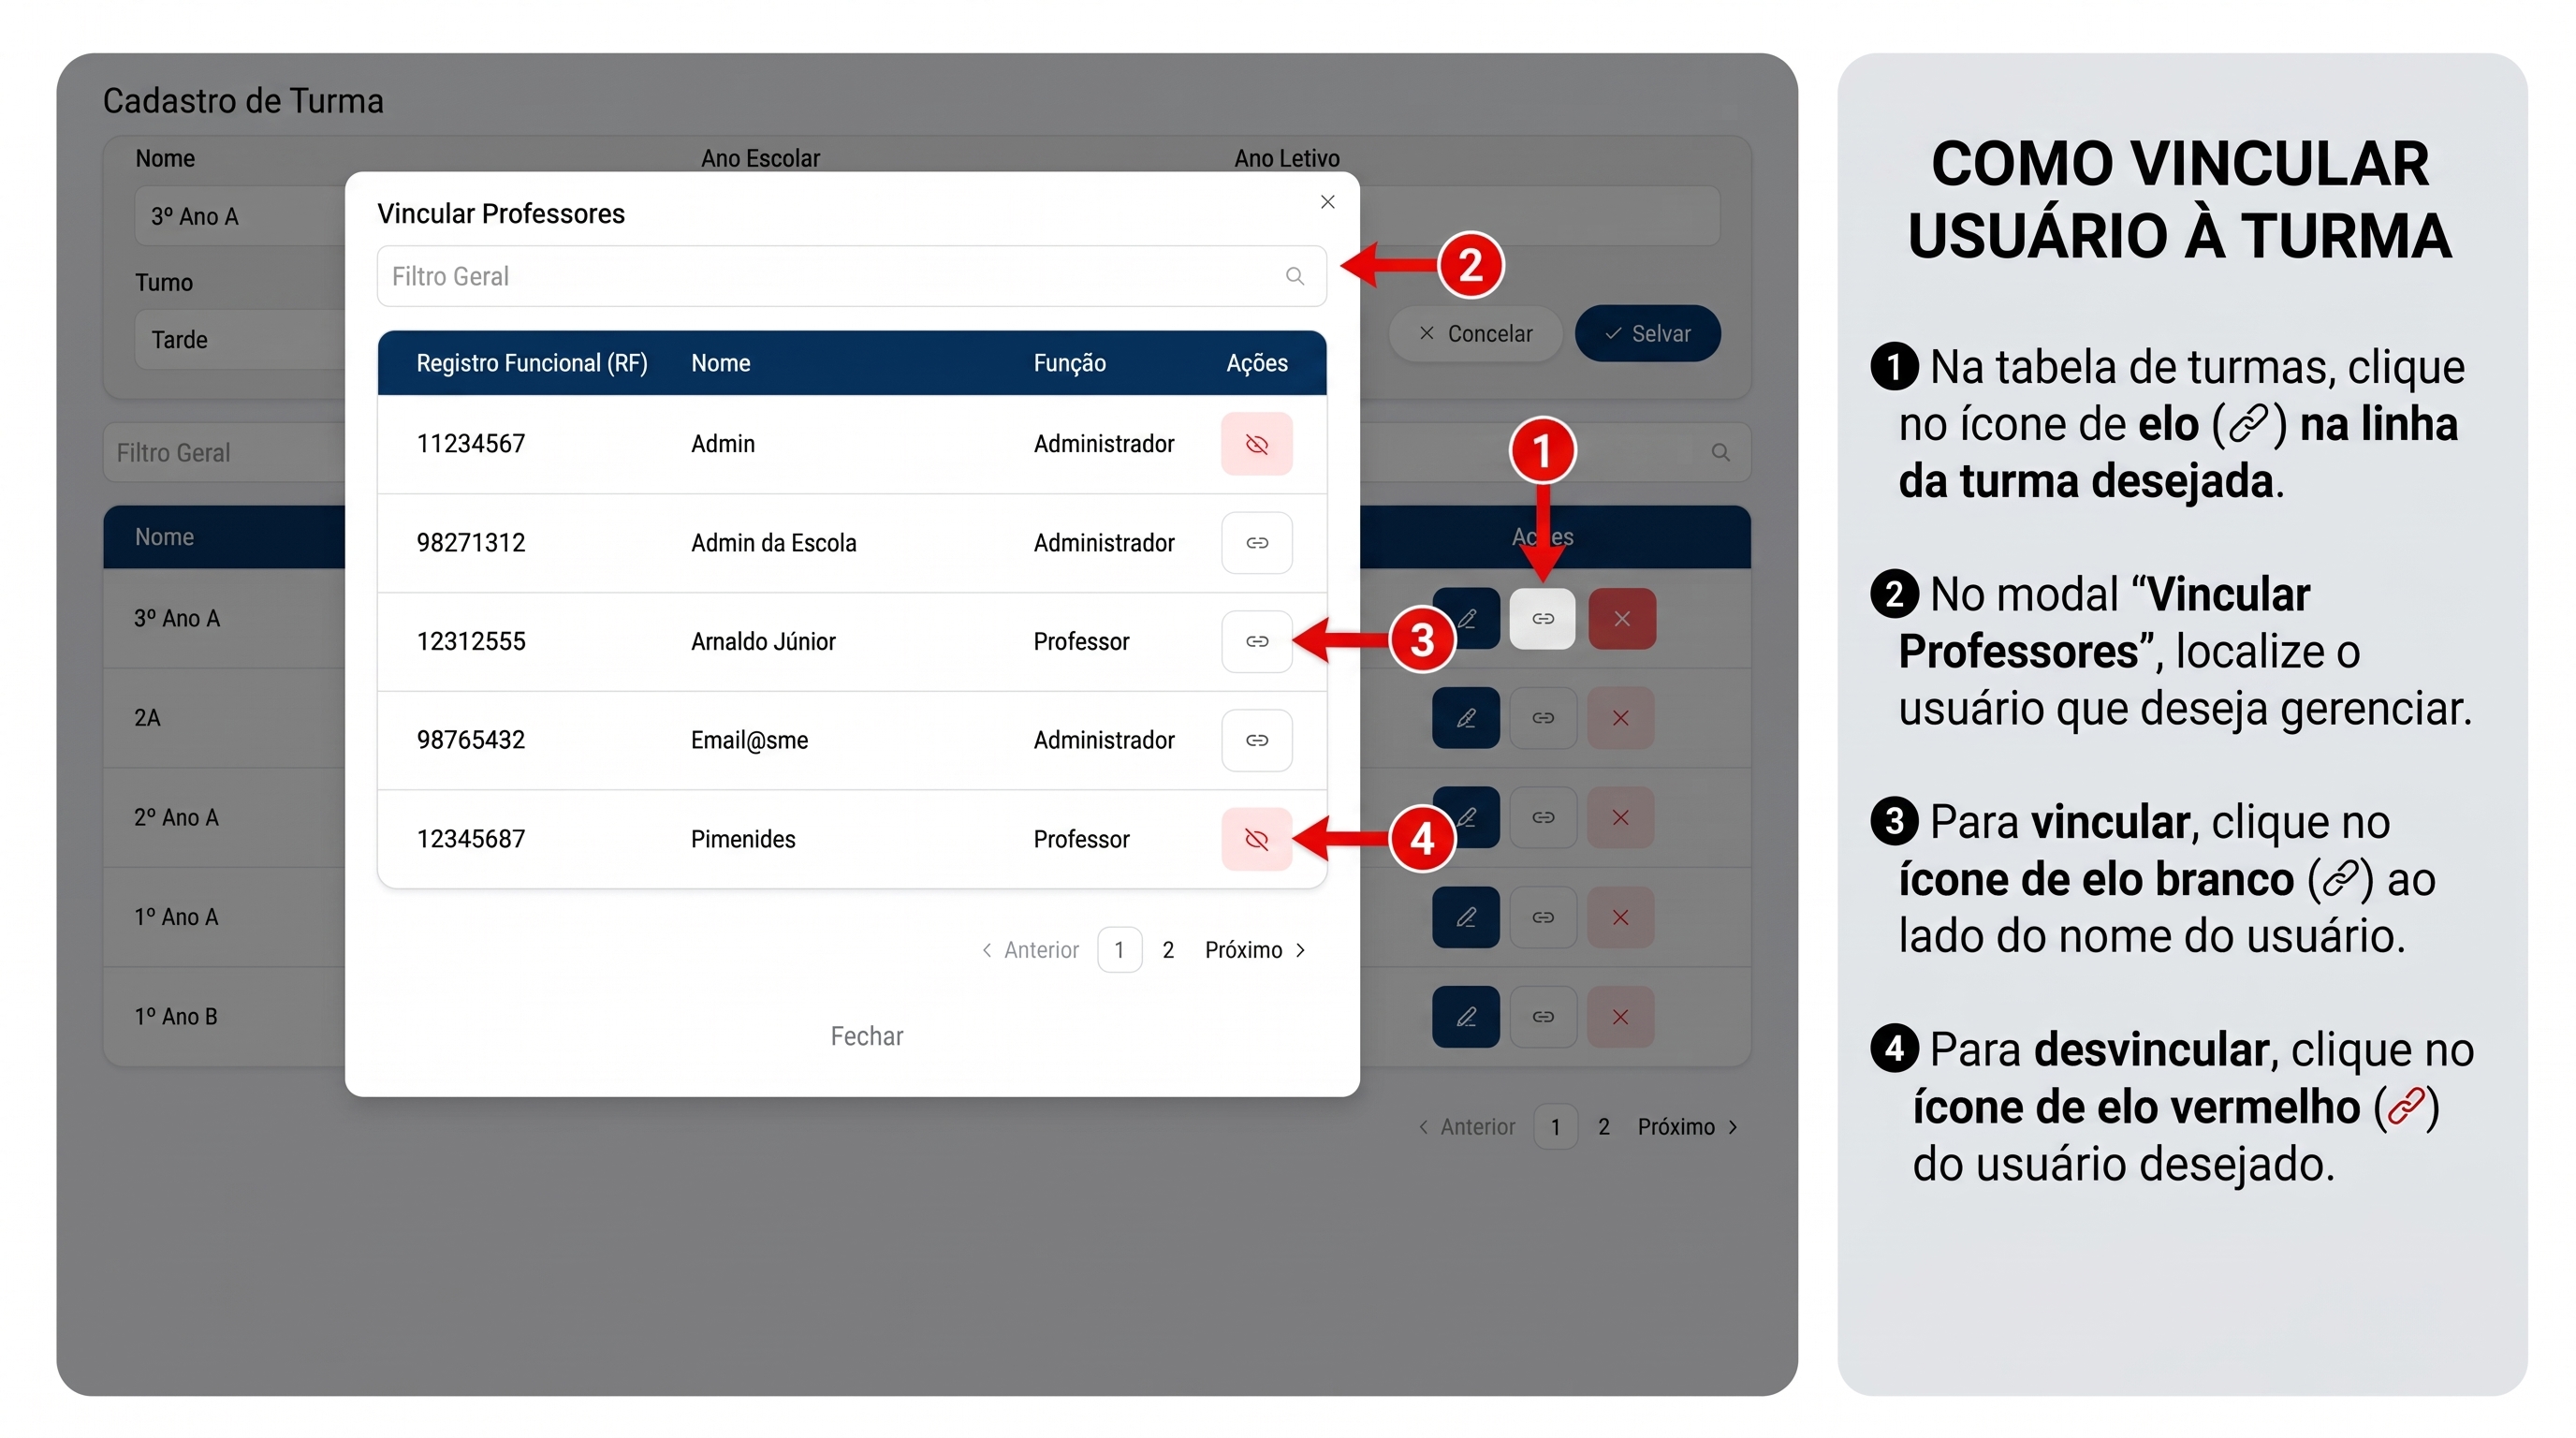 Cadastro de Turma
Nome Ano Escolar Ano Letivo
3º Ano A
Tumo
Tarde
Concelar Selvar
Filtro Geral
Nome
3º Ano A
2A
2º Ano A
1º Ano A
1º Ano B
Anterior 1 2 Próximo
Vincular Professores
Filtro Geral
2
Registro Funcional (RF) Nome Função Ações
11234567 Admin Administrador
98271312 Admin da Escola Administrador
12312555 Arnaldo Júnior Professor
3
98765432 Email@sme Administrador
12345687 Pimenides Professor
4
Anterior 1 2 Próximo
Fechar
1
COMO VINCULAR
USUÁRIO À TURMA
1 Na tabela de turmas, clique
no ícone de elo (🔗) na linha
da turma desejada.
2 No modal “Vincular
Professores”, localize o
usuário que deseja gerenciar.
3 Para vincular, clique no
ícone de elo branco (🔗) ao
lado do nome do usuário.
4 Para desvincular, clique no
ícone de elo vermelho (🔗)
do usuário desejado.